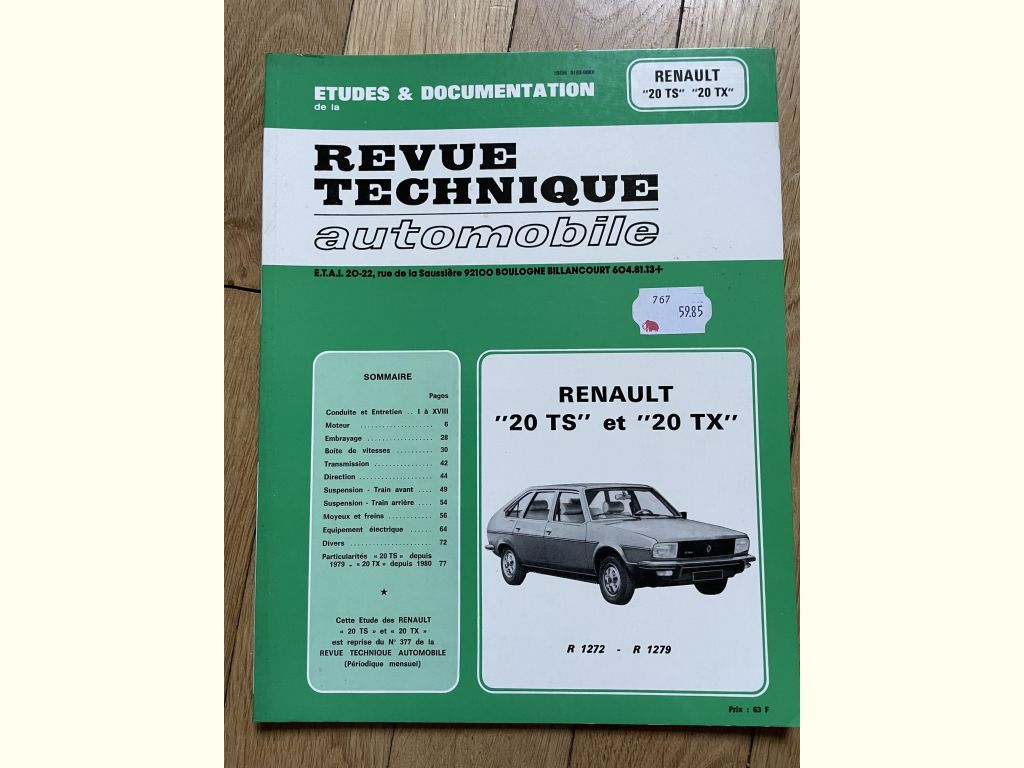 ETUDES & DOCUMENTATION
de la
RENAULT
"20 TS" "20 TX"
REVUE
TECHNIQUE
automobile
E.T.A.I. 20-22, rue de la Saussière 92100 BOULOGNE BILLANCOURT 604.81.13+
767
59.85
SOMMAIRE
Pages
Conduite et Entretien .. I à XVIII
Moteur .................... 6
Embrayage .................. 28
Boîte de vitesses .......... 30
Transmission ................ 42
Direction .................... 44
Suspension - Train avant .... 49
Suspension - Train arrière .... 54
Moyeux et freins ............ 56
Equipement électrique ...... 64
Divers ...................... 72
Particularités « 20 TS » depuis
1979 - « 20 TX » depuis 1980 77
Cette Etude des RENAULT
« 20 TS » et « 20 TX »
est reprise du N° 377 de la
REVUE TECHNIQUE AUTOMOBILE
(Périodique mensuel)
RENAULT
"20 TS" et "20 TX"
R 1272 - R 1279
Prix : 63 F